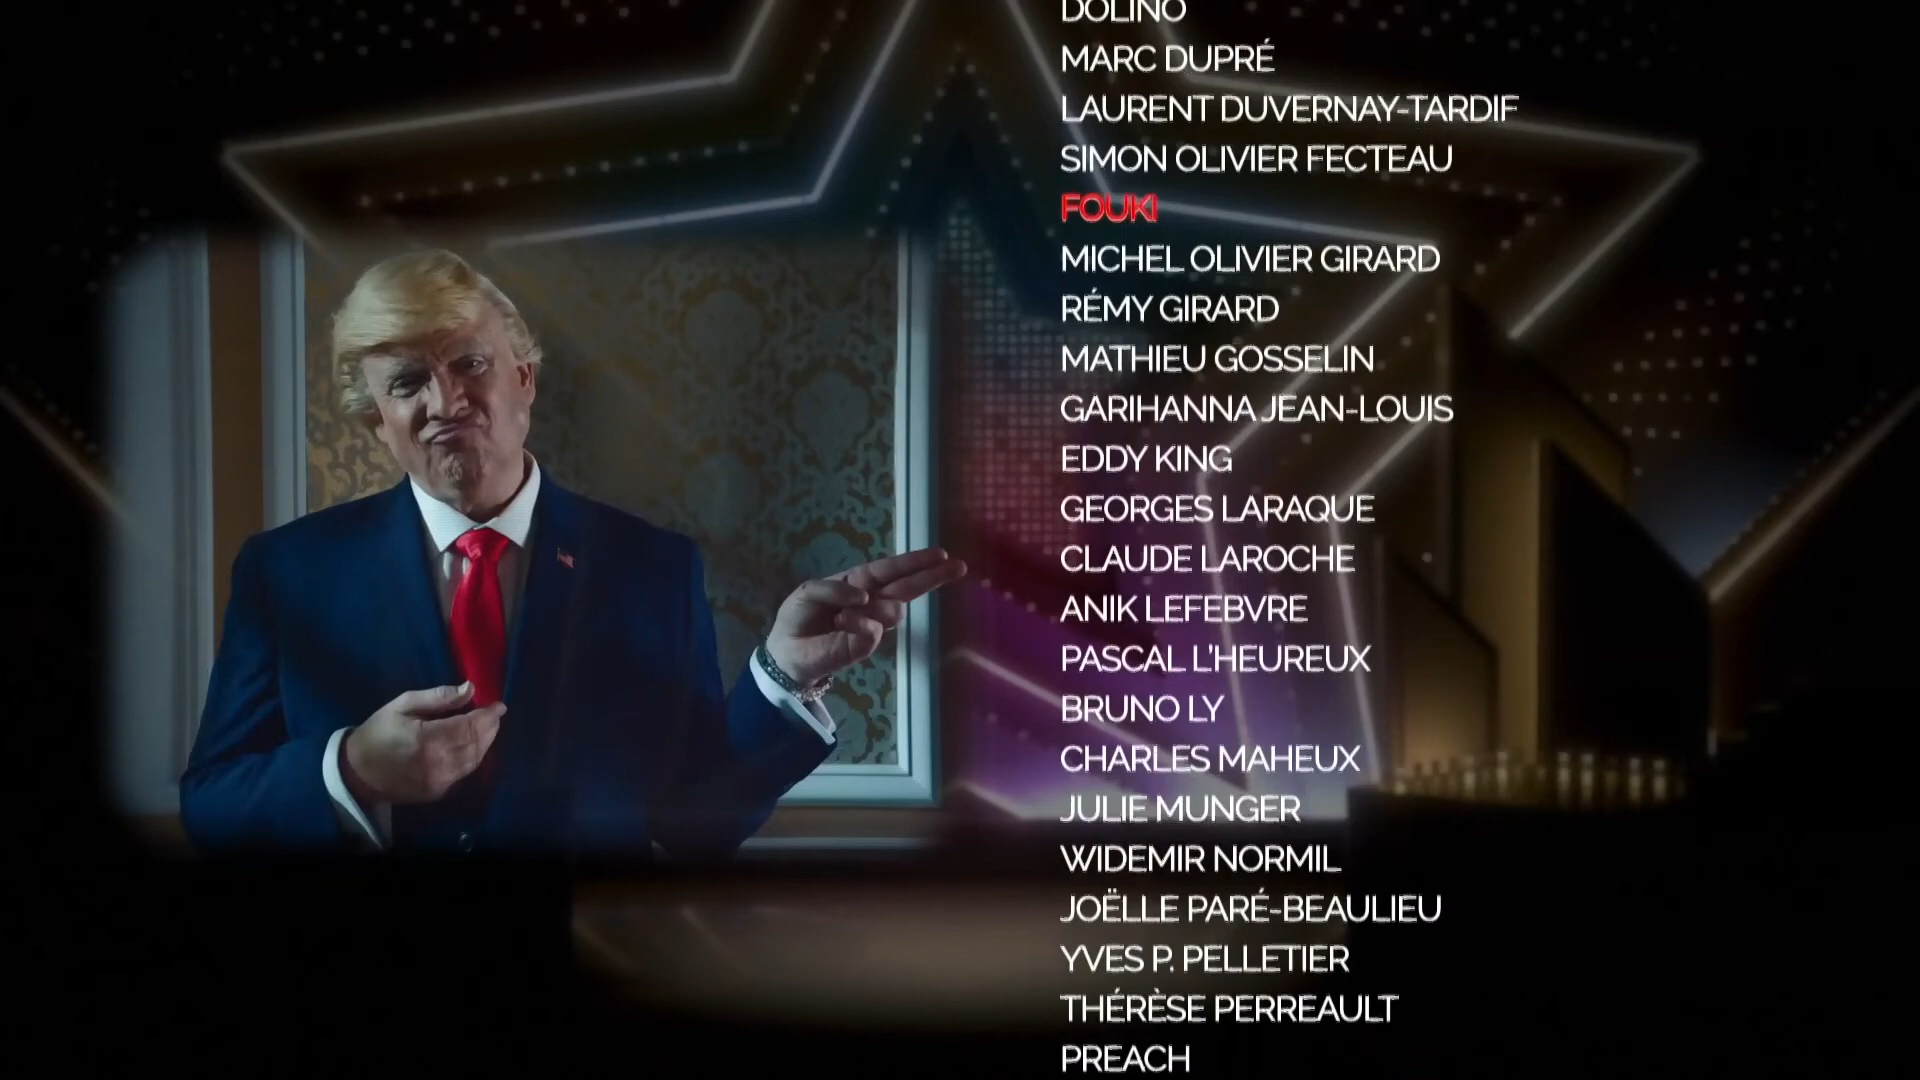 DOLINO
MARC DUPRÉ
LAURENT DUVERNAY-TARDIF
SIMON OLIVIER FECTEAU
FOUKI
MICHEL OLIVIER GIRARD
RÉMY GIRARD
MATHIEU GOSSELIN
GARIHANNA JEAN-LOUIS
EDDY KING
GEORGES LARAQUE
CLAUDE LAROCHE
ANIK LEFEBVRE
PASCAL L'HEUREUX
BRUNO LY
CHARLES MAHEUX
JULIE MUNGER
WIDEMIR NORMIL
JOËLLE PARÉ-BEAULIEU
YVES P. PELLETIER
THÉRÈSE PERREAULT
PREACH